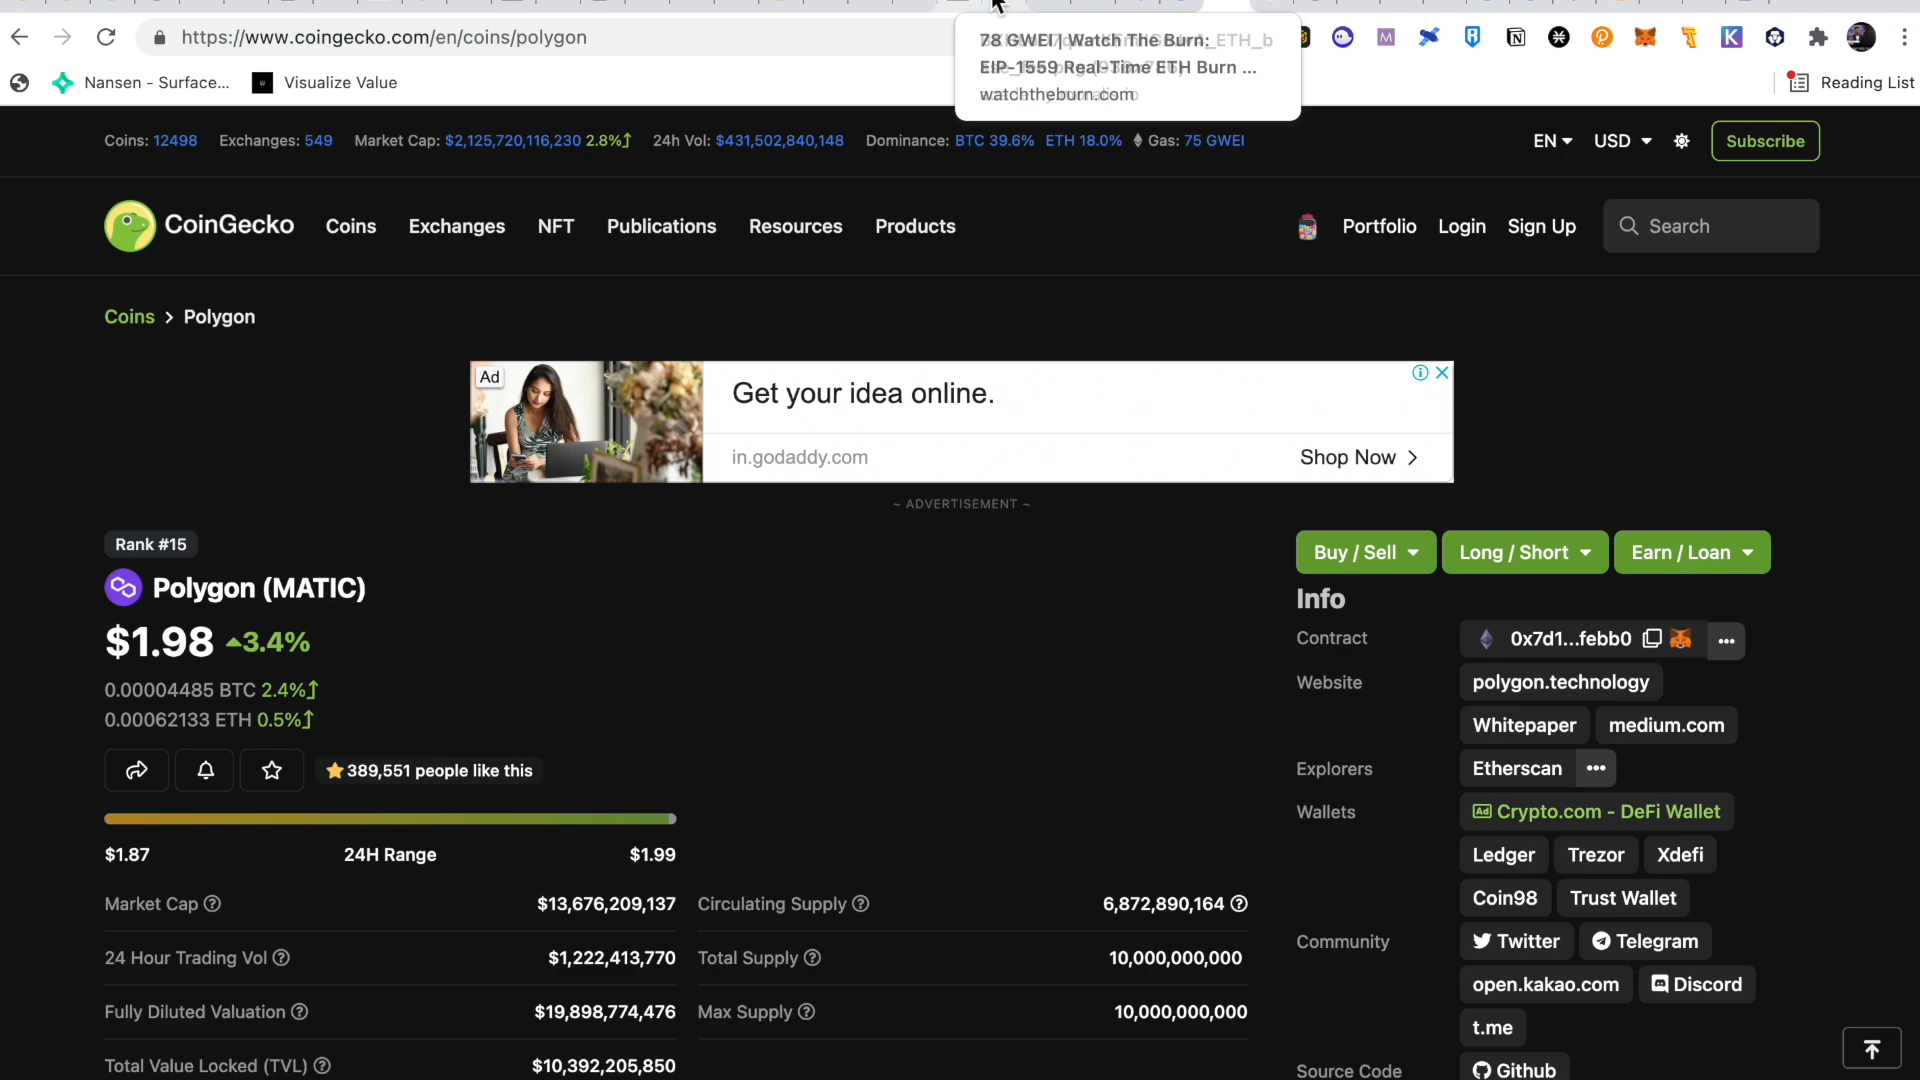 https://www.coingecko.com/en/coins/polygon
78 GWEI | Watch The Burn:
EIP-1559 Real-Time ETH Burn ...
watchtheburn.com
Nansen - Surface...
Visualize Value
Reading List
Coins: 12498 Exchanges: 549 Market Cap: $2,125,720,116,230 2.8% 24h Vol: $431,502,840,148 Dominance: BTC 39.6% ETH 18.0% Gas: 75 GWEI
EN USD Subscribe
CoinGecko Coins Exchanges NFT Publications Resources Products Portfolio Login Sign Up Search
Coins > Polygon
Ad
Get your idea online.
in.godaddy.com
Shop Now
~ ADVERTISEMENT ~
Rank #15
Polygon (MATIC)
$1.98 3.4%
0.00004485 BTC 2.4%
0.00062133 ETH 0.5%
389,551 people like this
$1.87 24H Range $1.99
Market Cap $13,676,209,137
24 Hour Trading Vol $1,222,413,770
Fully Diluted Valuation $19,898,774,476
Total Value Locked (TVL) $10,392,205,850
Circulating Supply 6,872,890,164
Total Supply 10,000,000,000
Max Supply 10,000,000,000
Buy / Sell Long / Short Earn / Loan
Info
Contract 0x7d1...febb0
Website polygon.technology
Whitepaper medium.com
Explorers Etherscan
Wallets Ad Crypto.com - DeFi Wallet
Ledger Trezor Xdefi
Coin98 Trust Wallet
Community Twitter Telegram
open.kakao.com Discord
t.me
Source Code Github